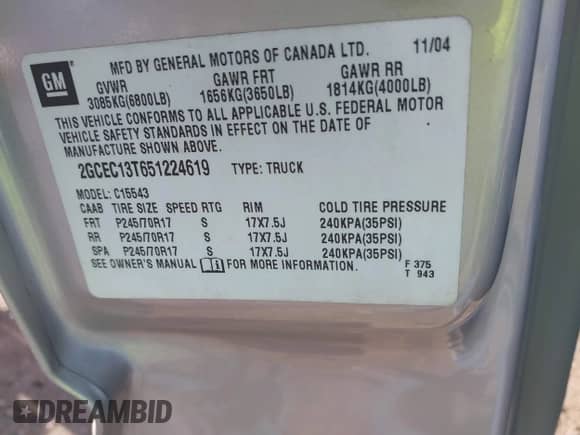 MFD BY GENERAL MOTORS OF CANADA LTD. 11/04
GM
GVWR GAWR FRT GAWR RR
3085KG(6800LB) 1656KG(3650LB) 1814KG(4000LB)
THIS VEHICLE CONFORMS TO ALL APPLICABLE U.S. FEDERAL MOTOR
VEHICLE SAFETY STANDARDS IN EFFECT ON THE DATE OF
MANUFACTURE SHOWN ABOVE.
2GCEC13T651224619 TYPE: TRUCK
MODEL: C15543
CAAB TIRE SIZE SPEED RTG RIM COLD TIRE PRESSURE
FRT P245/70R17 S 17X7.5J 240KPA(35PSI)
RR P245/70R17 S 17X7.5J 240KPA(35PSI)
SPA P245/70R17 S 17X7.5J 240KPA(35PSI)
SEE OWNER'S MANUAL FOR MORE INFORMATION. F 375
T 943
DREAMBID